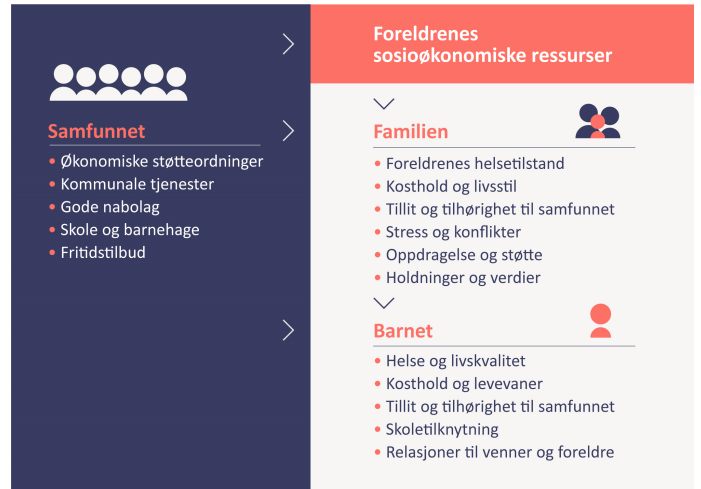 Samfunnet
• Økonomiske støtteordninger
• Kommunale tjenester
• Gode nabolag
• Skole og barnehage
• Fritidstilbud
Foreldrenes
sosioøkonomiske ressurser
Familien
• Foreldrenes helsetilstand
• Kosthold og livsstil
• Tillit og tilhørighet til samfunnet
• Stress og konflikter
• Oppdragelse og støtte
• Holdninger og verdier
Barnet
• Helse og livskvalitet
• Kosthold og levevaner
• Tillit og tilhørighet til samfunnet
• Skoletilknytning
• Relasjoner til venner og foreldre